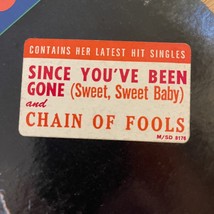 CONTAINS HER LATEST HIT SINGLES
SINCE YOU'VE BEEN
GONE (Sweet, Sweet Baby)
and
CHAIN OF FOOLS
M/SD 8176